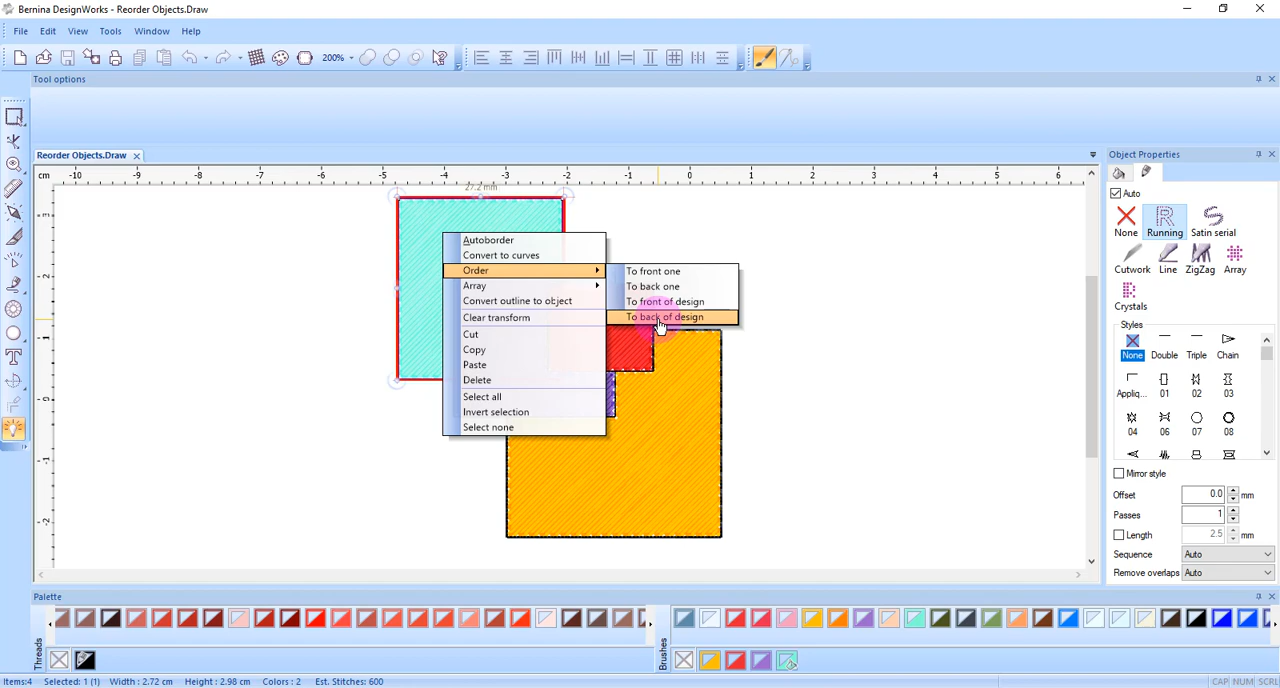 Bernina DesignWorks - Reorder Objects.Draw
File Edit View Tools Window Help
200%
Tool options
Reorder Objects.Draw
Object Properties
cm -10 -9 -8 -7 -6 -5 -4 -3 -2 -1 0 1 2 3 4 5 6
27.2 mm
Auto
None Running Satin serial
Cutwork Line ZigZag Array
Crystals
Styles
None Double Triple Chain
Appliq... 01 02 03
04 06 07 08
Mirror style
Offset 0.0 mm
Passes 1
Length 2.5 mm
Sequence Auto
Remove overlaps Auto
Autoborder
Convert to curves
Order
Array
Convert outline to object
Clear transform
Cut
Copy
Paste
Delete
Select all
Invert selection
Select none
To front one
To back one
To front of design
To back of design
Palette
Threads
Brushes
Items:4 Selected: 1 (1) Width : 2.72 cm Height : 2.98 cm Colors : 2 Est. Stitches: 600
CAP NUM SCRL